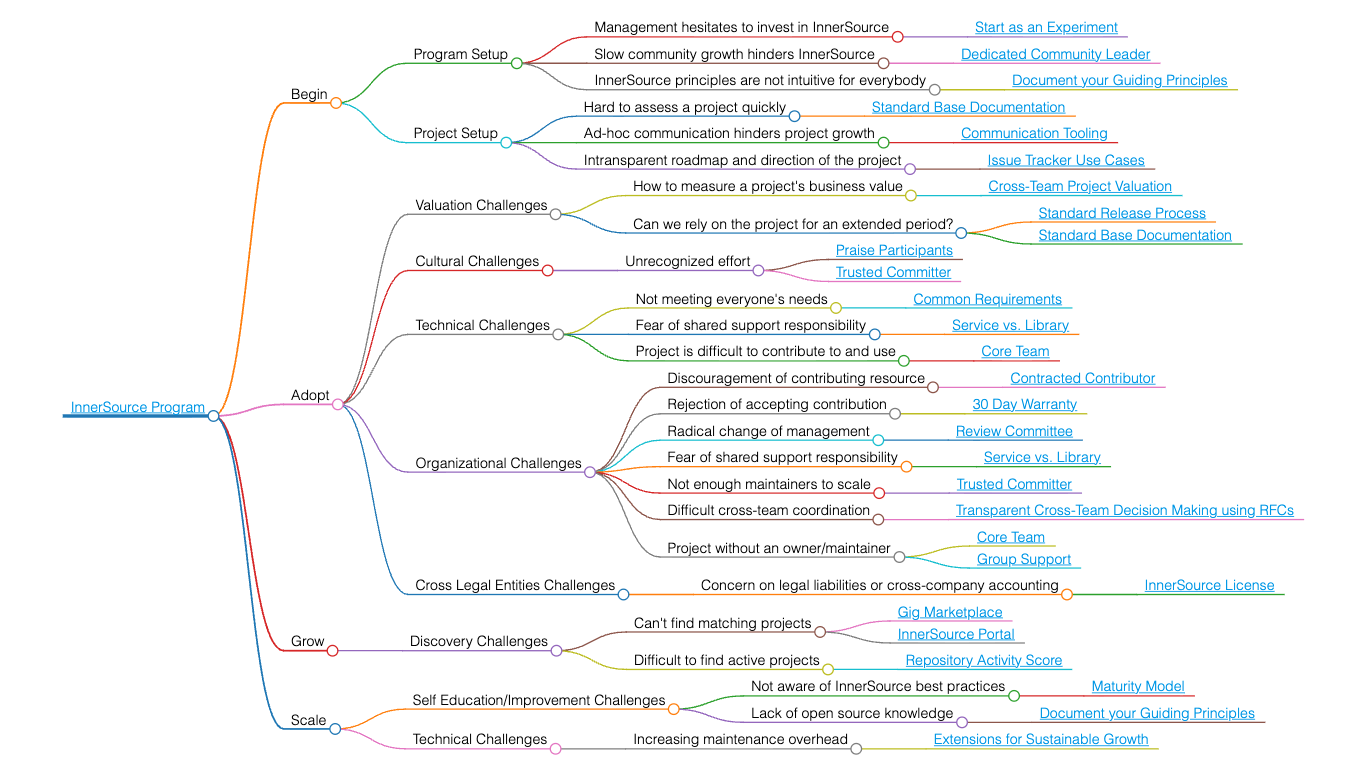 InnerSource Program
Begin
Program Setup
Management hesitates to invest in InnerSource
Start as an Experiment
Slow community growth hinders InnerSource
Dedicated Community Leader
InnerSource principles are not intuitive for everybody
Document your Guiding Principles
Project Setup
Hard to assess a project quickly
Standard Base Documentation
Ad-hoc communication hinders project growth
Communication Tooling
Intransparent roadmap and direction of the project
Issue Tracker Use Cases
Adopt
Valuation Challenges
How to measure a project's business value
Cross-Team Project Valuation
Can we rely on the project for an extended period?
Standard Release Process
Standard Base Documentation
Cultural Challenges
Unrecognized effort
Praise Participants
Trusted Committer
Technical Challenges
Not meeting everyone's needs
Common Requirements
Fear of shared support responsibility
Service vs. Library
Project is difficult to contribute to and use
Core Team
Organizational Challenges
Discouragement of contributing resource
Contracted Contributor
Rejection of accepting contribution
30 Day Warranty
Radical change of management
Review Committee
Fear of shared support responsibility
Service vs. Library
Not enough maintainers to scale
Trusted Committer
Difficult cross-team coordination
Transparent Cross-Team Decision Making using RFCs
Project without an owner/maintainer
Core Team
Group Support
Cross Legal Entities Challenges
Concern on legal liabilities or cross-company accounting
InnerSource License
Grow
Discovery Challenges
Can't find matching projects
Gig Marketplace
InnerSource Portal
Difficult to find active projects
Repository Activity Score
Scale
Self Education/Improvement Challenges
Not aware of InnerSource best practices
Maturity Model
Lack of open source knowledge
Document your Guiding Principles
Technical Challenges
Increasing maintenance overhead
Extensions for Sustainable Growth